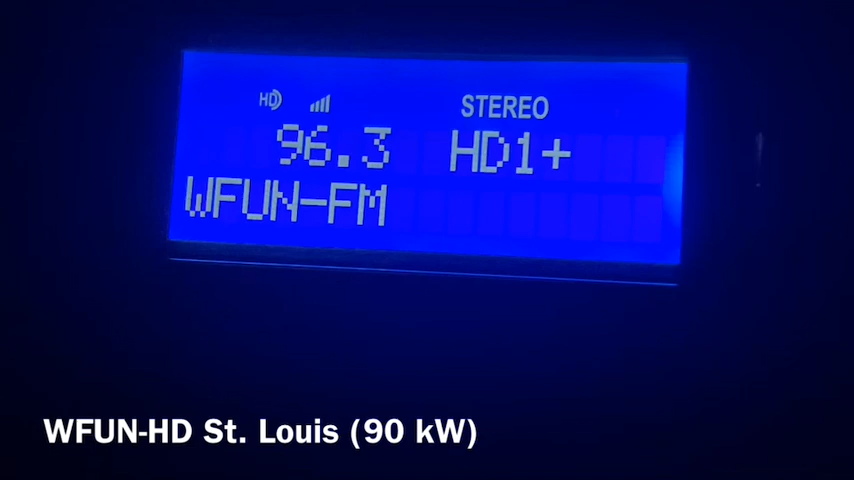 HD STEREO
96.3 HD1+
WFUN-FM
WFUN-HD St. Louis (90 kW)